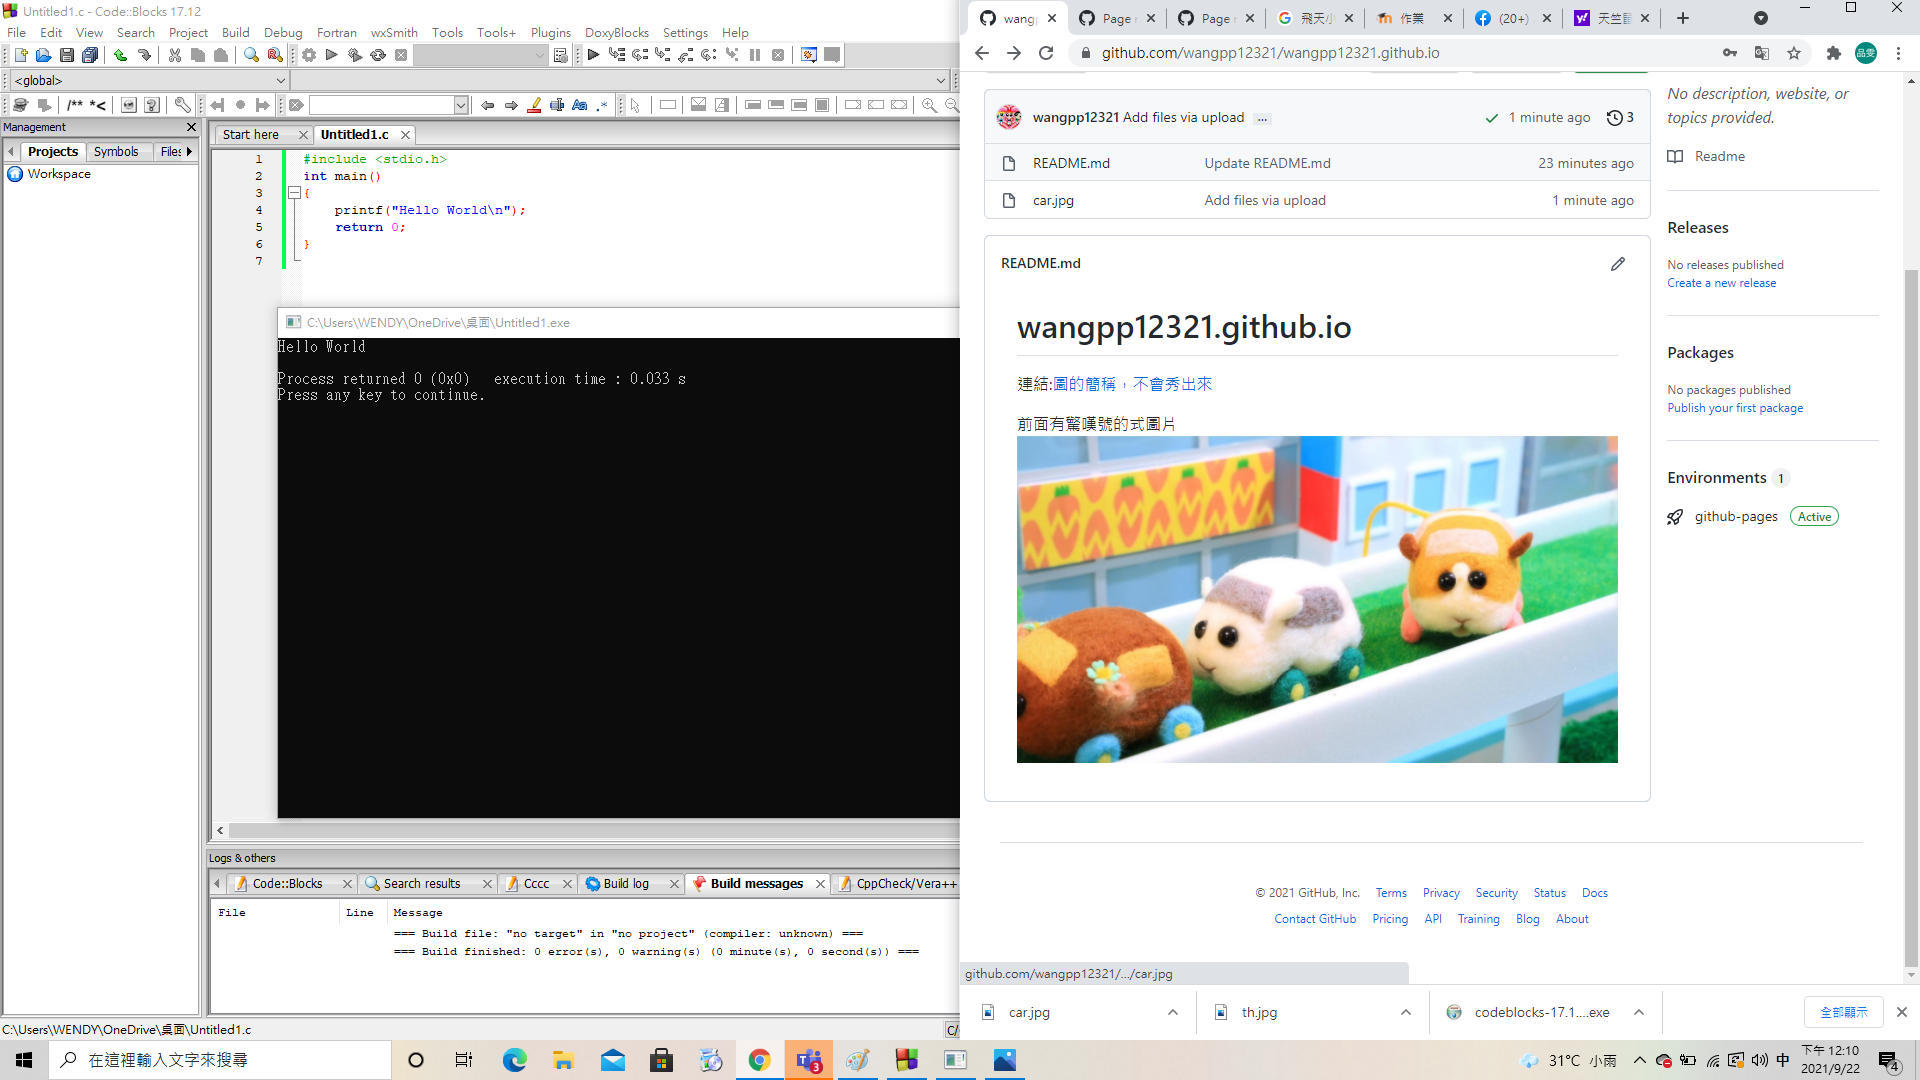 Untitled1.c - Code::Blocks 17.12
File Edit View Search Project Build Debug Fortran wxSmith Tools Tools+ Plugins DoxyBlocks Settings Help
<global>
/** *<
Management
Projects Symbols Files
Workspace
Start here Untitled1.c
1 #include <stdio.h>
2 int main()
3 {
4 printf("Hello World\n");
5 return 0;
6 }
7
C:\Users\WENDY\OneDrive\桌面\Untitled1.exe
Hello World
Process returned 0 (0x0) execution time : 0.033 s
Press any key to continue.
Logs & others
Code::Blocks Search results Cccc Build log Build messages CppCheck/Vera++
File Line Message
=== Build file: "no target" in "no project" (compiler: unknown) ===
=== Build finished: 0 error(s), 0 warning(s) (0 minute(s), 0 second(s)) ===
C:\Users\WENDY\OneDrive\桌面\Untitled1.c
C/
wang Page Page 飛天小 作業 (20+) 天竺
github.com/wangpp12321/wangpp12321.github.io
品雯
wangpp12321 Add files via upload ... 1 minute ago 3
README.md Update README.md 23 minutes ago
car.jpg Add files via upload 1 minute ago
README.md
wangpp12321.github.io
連結:圖的簡稱，不會秀出來
前面有驚嘆號的式圖片
No description, website, or
topics provided.
Readme
Releases
No releases published
Create a new release
Packages
No packages published
Publish your first package
Environments 1
github-pages Active
© 2021 GitHub, Inc. Terms Privacy Security Status Docs
Contact GitHub Pricing API Training Blog About
github.com/wangpp12321/.../car.jpg
car.jpg th.jpg codeblocks-17.1....exe 全部顯示
在這裡輸入文字來搜尋
3
31°C 小雨
中
下午 12:10
2021/9/22
4